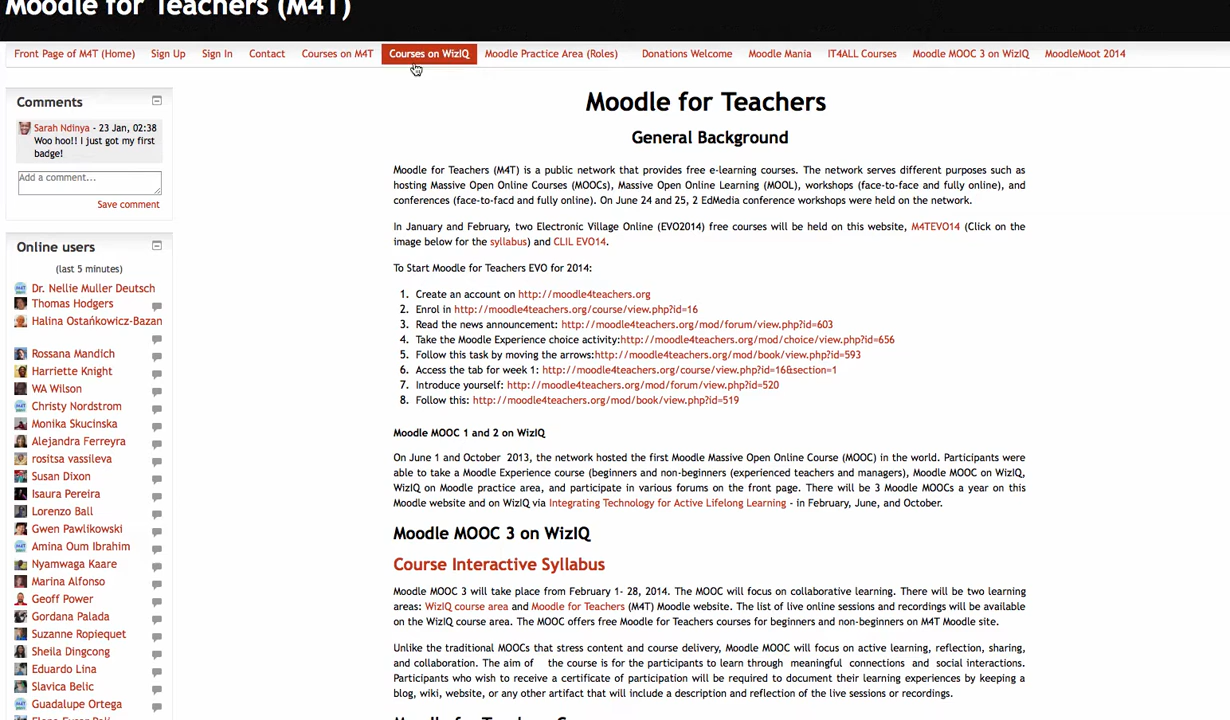 Moodle for Teachers (M4T)
Front Page of M4T (Home) Sign Up Sign In Contact Courses on M4T Courses on WizIQ Moodle Practice Area (Roles) Donations Welcome Moodle Mania IT4ALL Courses Moodle MOOC 3 on WizIQ MoodleMoot 2014
Comments
Sarah Ndinya - 23 Jan, 02:38
Woo hoo!! I just got my first
badge!
Add a comment...
Save comment
Online users
(last 5 minutes)
Dr. Nellie Muller Deutsch
Thomas Hodgers
Halina Ostańkowicz-Bazan
Rossana Mandich
Harriette Knight
WA Wilson
Christy Nordstrom
Monika Skucinska
Alejandra Ferreyra
rositsa vassileva
Susan Dixon
Isaura Pereira
Lorenzo Ball
Gwen Pawlikowski
Amina Oum Ibrahim
Nyamwaga Kaare
Marina Alfonso
Geoff Power
Gordana Palada
Suzanne Ropiequet
Sheila Dingcong
Eduardo Lina
Slavica Belic
Guadalupe Ortega
Moodle for Teachers
General Background
Moodle for Teachers (M4T) is a public network that provides free e-learning courses. The network serves different purposes such as
hosting Massive Open Online Courses (MOOCs), Massive Open Online Learning (MOOL), workshops (face-to-face and fully online), and
conferences (face-to-facd and fully online). On June 24 and 25, 2 EdMedia conference workshops were held on the network.
In January and February, two Electronic Village Online (EVO2014) free courses will be held on this website, M4TEVO14 (Click on the
image below for the syllabus) and CLIL EVO14.
To Start Moodle for Teachers EVO for 2014:
1. Create an account on http://moodle4teachers.org
2. Enrol in http://moodle4teachers.org/course/view.php?id=16
3. Read the news announcement: http://moodle4teachers.org/mod/forum/view.php?id=603
4. Take the Moodle Experience choice activity:http://moodle4teachers.org/mod/choice/view.php?id=656
5. Follow this task by moving the arrows:http://moodle4teachers.org/mod/book/view.php?id=593
6. Access the tab for week 1: http://moodle4teachers.org/course/view.php?id=16&section=1
7. Introduce yourself: http://moodle4teachers.org/mod/forum/view.php?id=520
8. Follow this: http://moodle4teachers.org/mod/book/view.php?id=519
Moodle MOOC 1 and 2 on WizIQ
On June 1 and October 2013, the network hosted the first Moodle Massive Open Online Course (MOOC) in the world. Participants were
able to take a Moodle Experience course (beginners and non-beginners (experienced teachers and managers), Moodle MOOC on WizIQ,
WizIQ on Moodle practice area, and participate in various forums on the front page. There will be 3 Moodle MOOCs a year on this
Moodle website and on WizIQ via Integrating Technology for Active Lifelong Learning - in February, June, and October.
Moodle MOOC 3 on WizIQ
Course Interactive Syllabus
Moodle MOOC 3 will take place from February 1- 28, 2014. The MOOC will focus on collaborative learning. There will be two learning
areas: WizIQ course area and Moodle for Teachers (M4T) Moodle website. The list of live online sessions and recordings will be available
on the WizIQ course area. The MOOC offers free Moodle for Teachers courses for beginners and non-beginners on M4T Moodle site.
Unlike the traditional MOOCs that stress content and course delivery, Moodle MOOC will focus on active learning, reflection, sharing,
and collaboration. The aim of the course is for the participants to learn through meaningful connections and social interactions.
Participants who wish to receive a certificate of participation will be required to document their learning experiences by keeping a
blog, wiki, website, or any other artifact that will include a description and reflection of the live sessions or recordings.